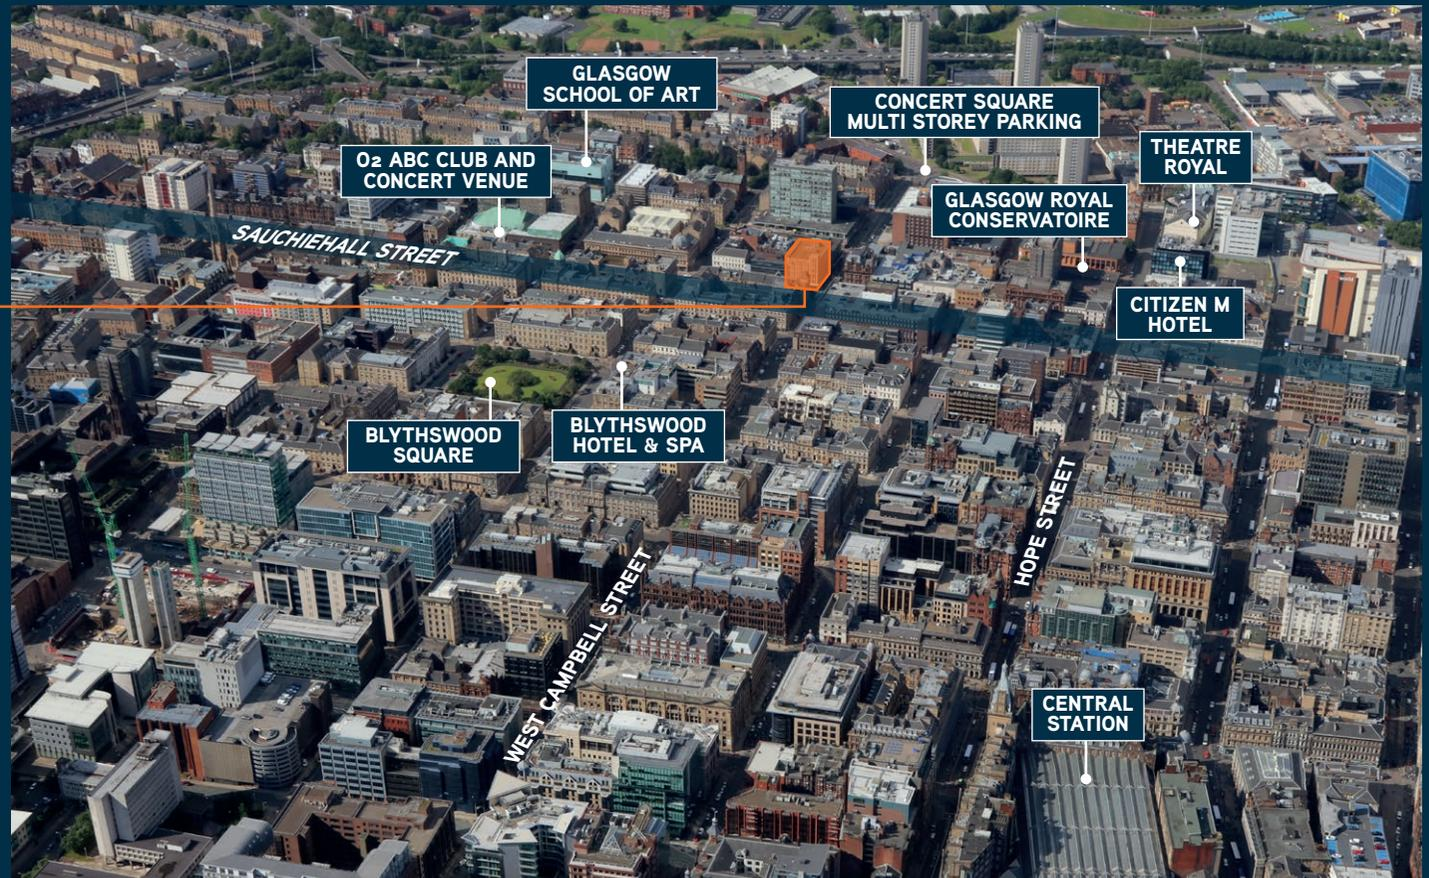 GLASGOW
SCHOOL OF ART
CONCERT SQUARE
MULTI STOREY PARKING
O2 ABC CLUB AND
CONCERT VENUE
THEATRE
ROYAL
GLASGOW ROYAL
CONSERVATOIRE
SAUCHIEHALL STREET
CITIZEN M
HOTEL
BLYTHSWOOD
SQUARE
BLYTHSWOOD
HOTEL & SPA
HOPE STREET
WEST CAMPBELL STREET
CENTRAL
STATION